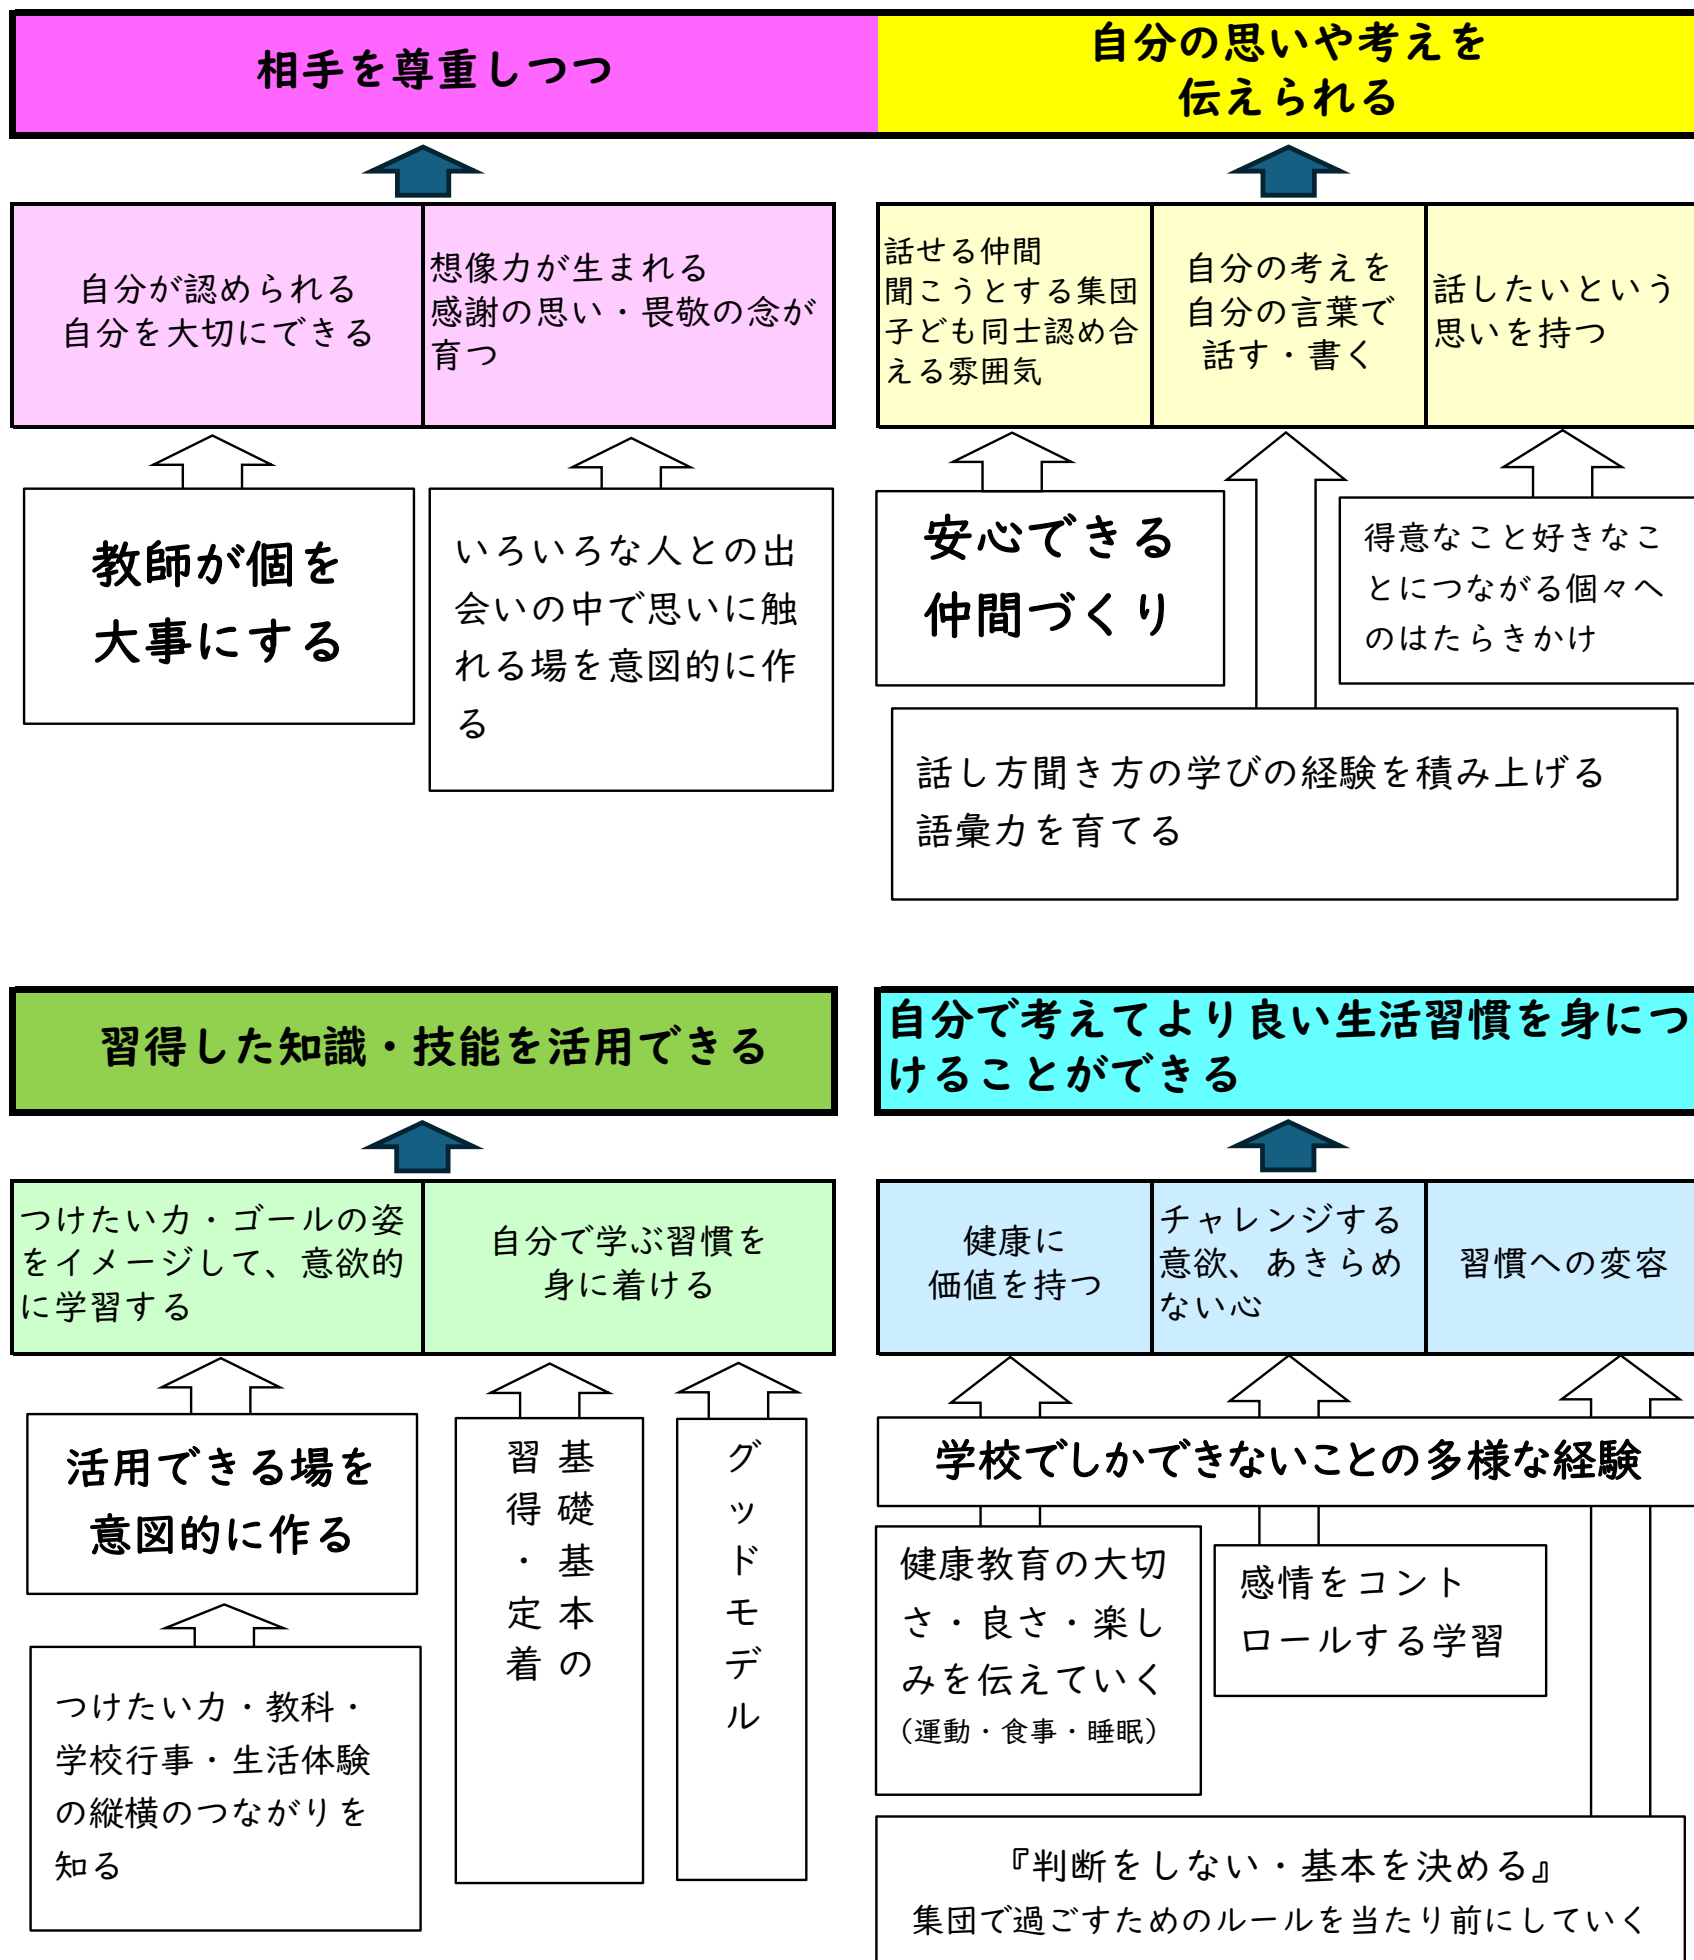 相手を尊重しつつ
自分の思いや考えを
伝えられる
自分が認められる
自分を大切にできる
想像力が生まれる
感謝の思い・畏敬の念が
育つ
話せる仲間
聞こうとする集団
子ども同士認め合
える雰囲気
自分の考えを
自分の言葉で
話す・書く
話したいという
思いを持つ
教師が個を
大事にする
いろいろな人との出
会いの中で思いに触
れる場を意図的に作
る
安心できる
仲間づくり
得意なこと好きなこ
とにつながる個々へ
のはたらきかけ
話し方聞き方の学びの経験を積み上げる
語彙力を育てる
習得した知識・技能を活用できる
自分で考えてより良い生活習慣を身につ
けることができる
つけたい力・ゴールの姿
をイメージして、意欲的
に学習する
自分で学ぶ習慣を
身に着ける
健康に
価値を持つ
チャレンジする
意欲、あきらめ
ない心
習慣への変容
活用できる場を
意図的に作る
つけたい力・教科・
学校行事・生活体験
の縦横のつながりを
知る
基礎基本の
習得・定着
グッドモデル
学校でしかできないことの多様な経験
健康教育の大切
さ・良さ・楽し
みを伝えていく
（運動・食事・睡眠）
感情をコント
ロールする学習
『判断をしない・基本を決める』
集団で過ごすためのルールを当たり前にしていく